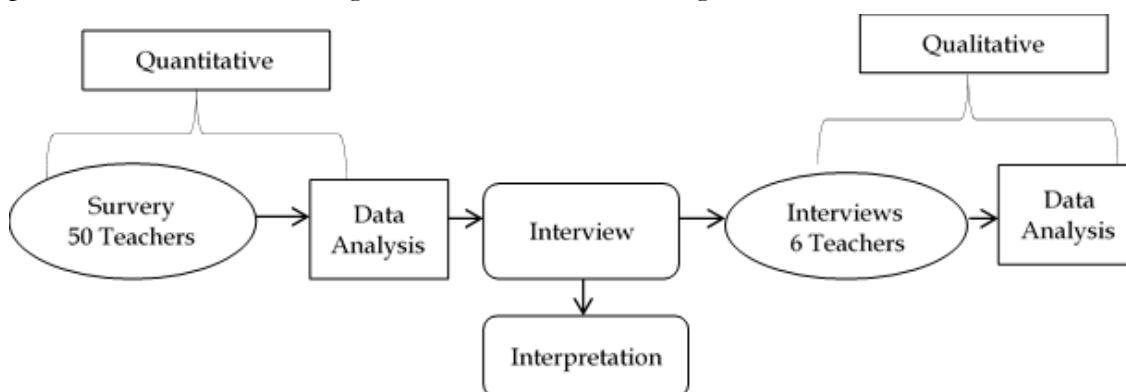 Quantitative
Qualitative
Survery
50 Teachers
Data
Analysis
Interview
Interviews
6 Teachers
Data
Analysis
Interpretation